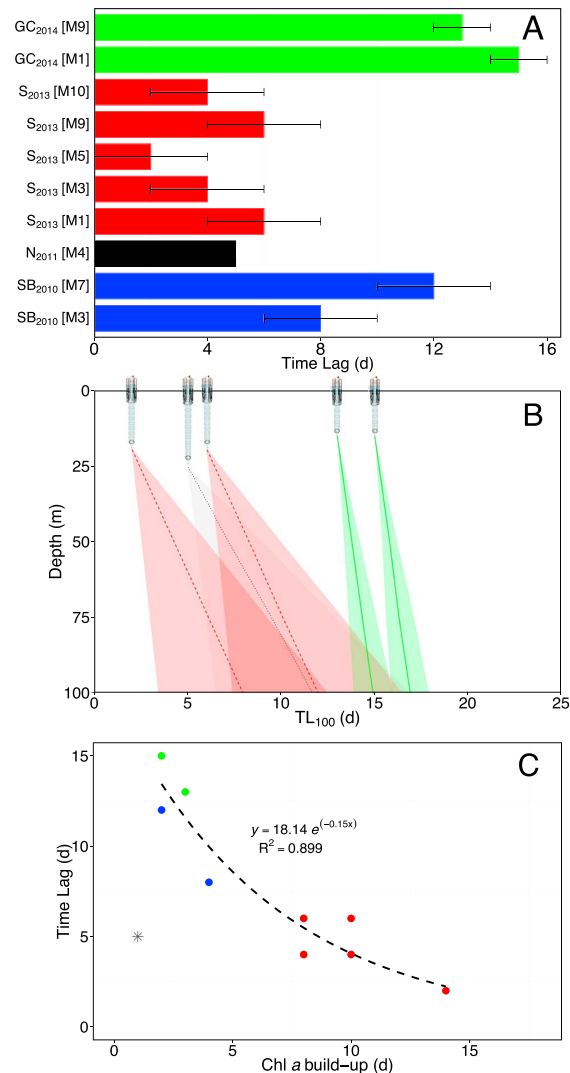 A
GC2014 [M9]
GC2014 [M1]
S2013 [M10]
S2013 [M9]
S2013 [M5]
S2013 [M3]
S2013 [M1]
N2011 [M4]
SB2010 [M7]
SB2010 [M3]
0 4 8 12 16
Time Lag (d)
B
0
25
50
75
100
Depth (m)
0 5 10 15 20 25
TL100 (d)
C
15
10
5
0
Time Lag (d)
y = 18.14 e(−0.15x)
R2 = 0.899
0 5 10 15
Chl a build−up (d)